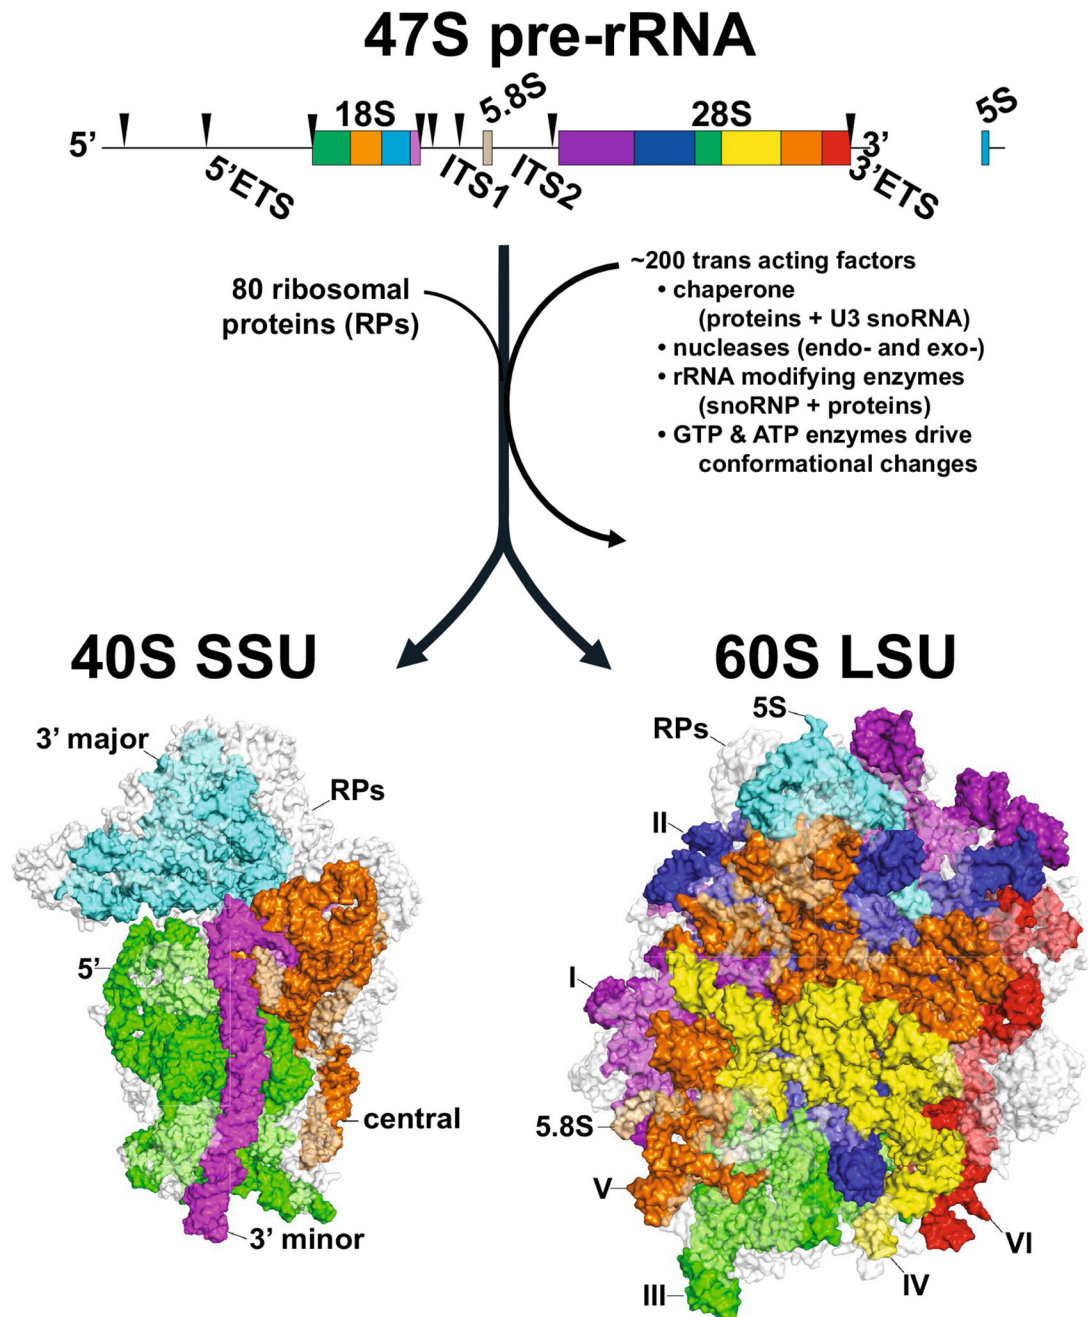 47S pre-rRNA
5’
5’ETS
18S
ITS1
5.8S
ITS2
28S
3’
3’ETS
5S
80 ribosomal
proteins (RPs)
~200 trans acting factors
• chaperone
(proteins + U3 snoRNA)
• nucleases (endo- and exo-)
• rRNA modifying enzymes
(snoRNP + proteins)
• GTP & ATP enzymes drive
conformational changes
40S SSU
3’ major
RPs
5’
central
3’ minor
60S LSU
5S
RPs
II
I
5.8S
V
VI
IV
III